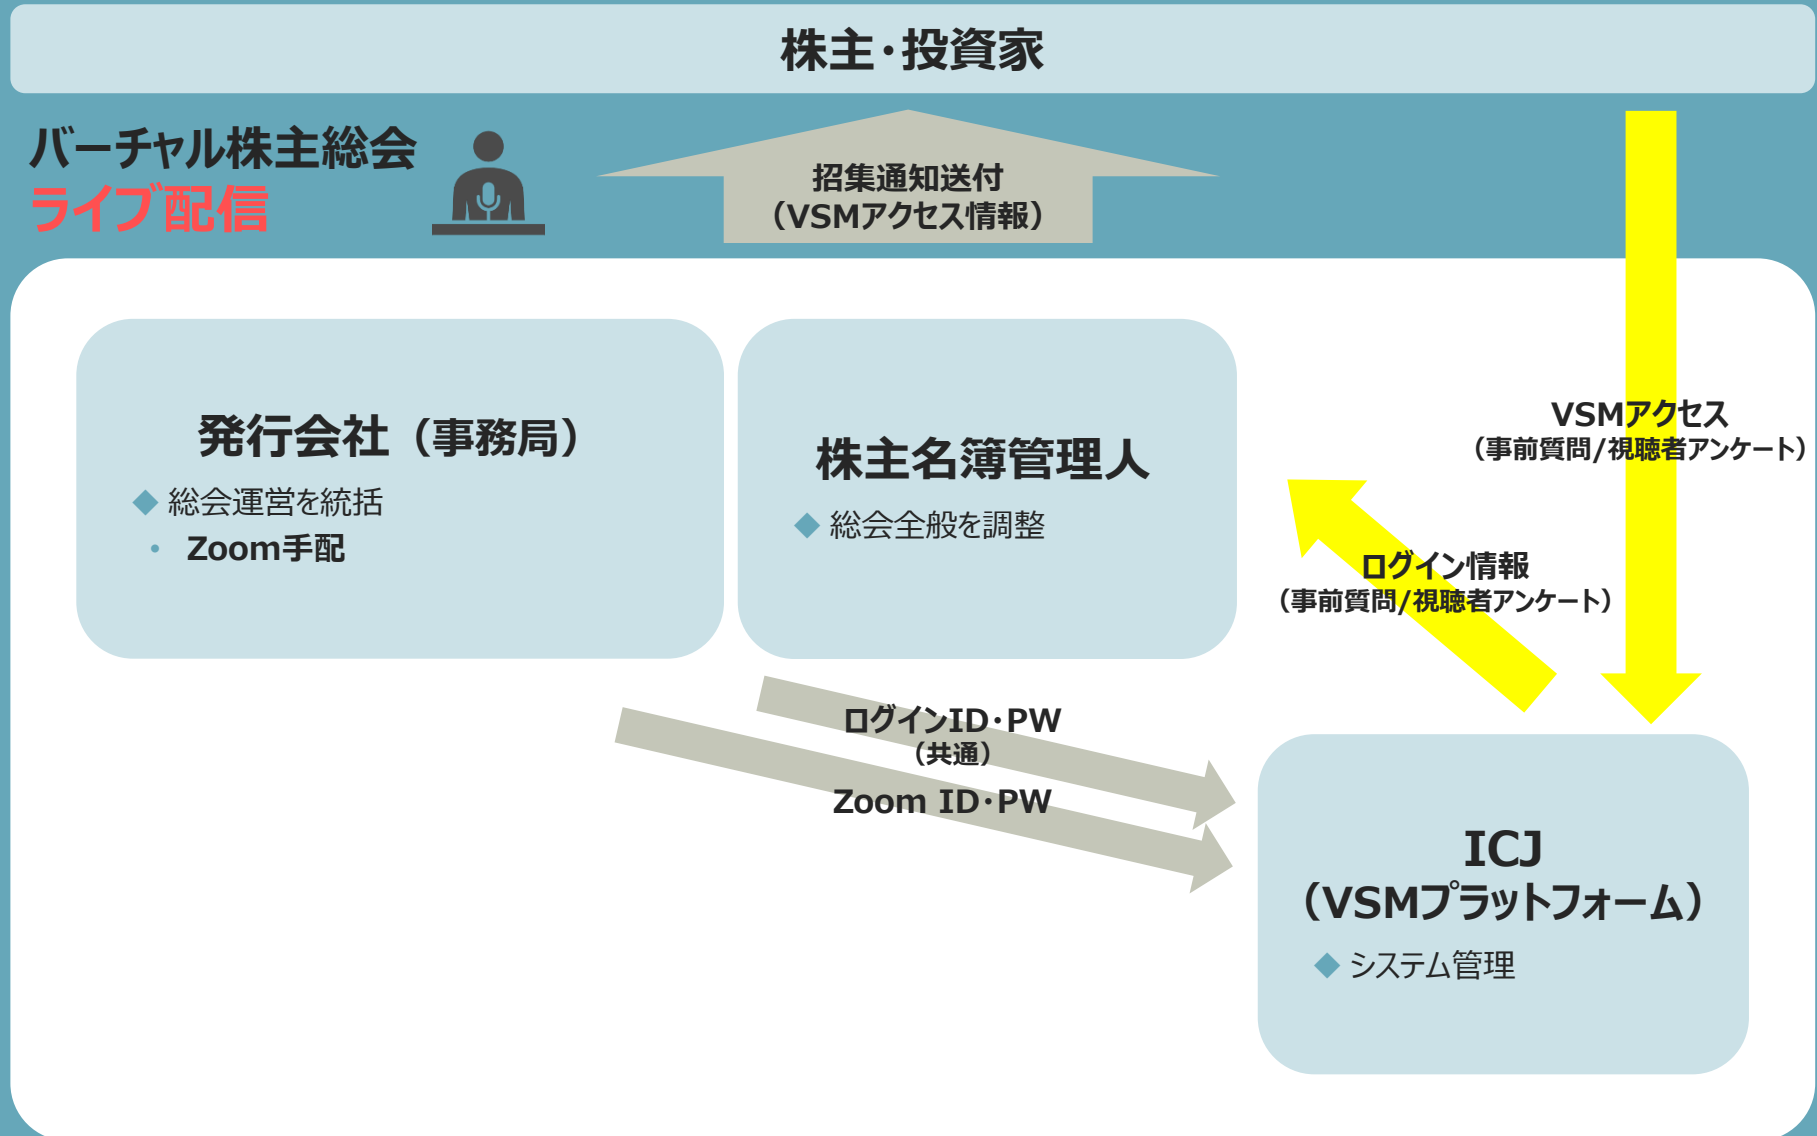 株主・投資家
バーチャル株主総会
ライブ配信
招集通知送付
（VSMアクセス情報）
発行会社（事務局）
◆ 総会運営を統括
• Zoom手配
株主名簿管理人
◆ 総会全般を調整
VSMアクセス
（事前質問/視聴者アンケート）
ログイン情報
（事前質問/視聴者アンケート）
ログインID・PW
（共通）
Zoom ID・PW
ICJ
（VSMプラットフォーム）
◆ システム管理